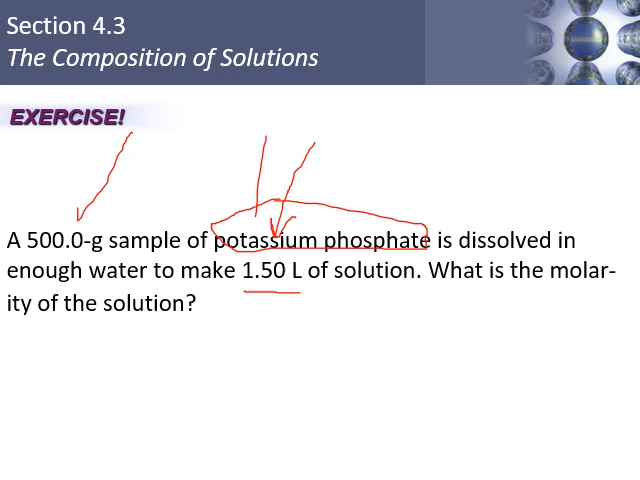 Section 4.3
The Composition of Solutions
EXERCISE!
A 500.0-g sample of potassium phosphate is dissolved in
enough water to make 1.50 L of solution. What is the molar-
ity of the solution?